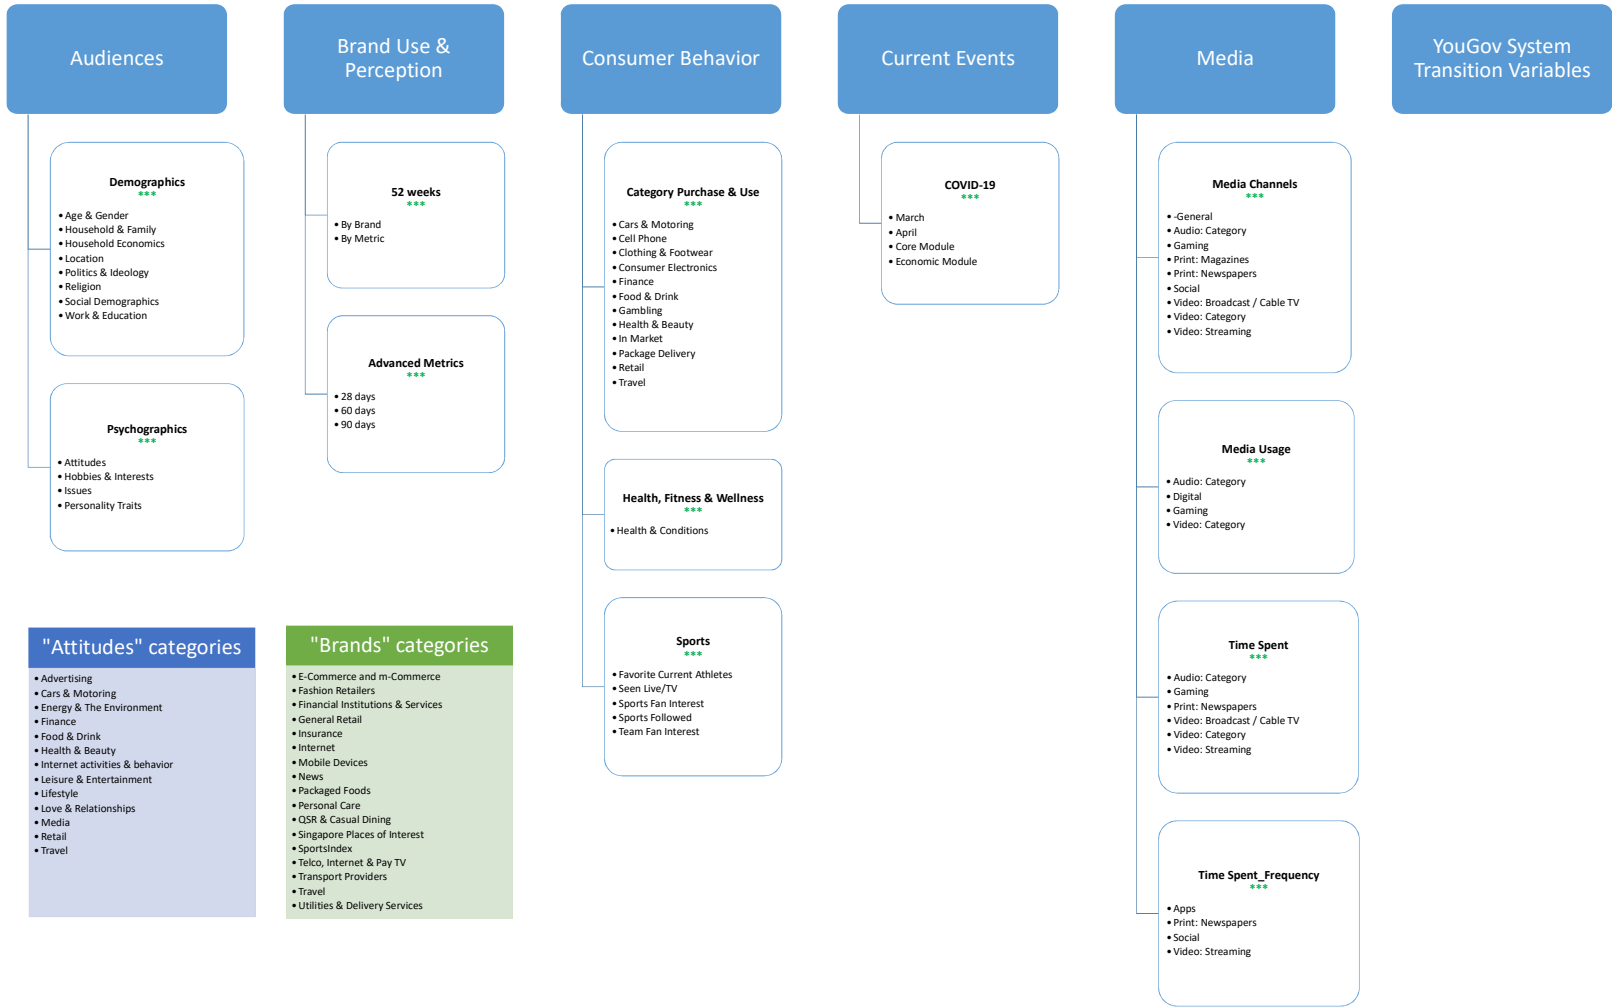 Audiences
Demographics
***
• Age & Gender
• Household & Family
• Household Economics
• Location
• Politics & Ideology
• Religion
• Social Demographics
• Work & Education
Psychographics
***
• Attitudes
• Hobbies & Interests
• Issues
• Personality Traits
Brand Use &
Perception
52 weeks
***
• By Brand
• By Metric
Advanced Metrics
***
• 28 days
• 60 days
• 90 days
Consumer Behavior
Category Purchase & Use
***
• Cars & Motoring
• Cell Phone
• Clothing & Footwear
• Consumer Electronics
• Finance
• Food & Drink
• Gambling
• Health & Beauty
• In Market
• Package Delivery
• Retail
• Travel
Health, Fitness & Wellness
***
• Health & Conditions
Sports
***
• Favorite Current Athletes
• Seen Live/TV
• Sports Fan Interest
• Sports Followed
• Team Fan Interest
Current Events
COVID-19
***
• March
• April
• Core Module
• Economic Module
Media
Media Channels
***
• -General
• Audio: Category
• Gaming
• Print: Magazines
• Print: Newspapers
• Social
• Video: Broadcast / Cable TV
• Video: Category
• Video: Streaming
Media Usage
***
• Audio: Category
• Digital
• Gaming
• Video: Category
Time Spent
***
• Audio: Category
• Gaming
• Print: Newspapers
• Video: Broadcast / Cable TV
• Video: Category
• Video: Streaming
Time Spent_Frequency
***
• Apps
• Print: Newspapers
• Social
• Video: Streaming
YouGov System
Transition Variables
"Attitudes" categories
• Advertising
• Cars & Motoring
• Energy & The Environment
• Finance
• Food & Drink
• Health & Beauty
• Internet activities & behavior
• Leisure & Entertainment
• Lifestyle
• Love & Relationships
• Media
• Retail
• Travel
"Brands" categories
• E-Commerce and m-Commerce
• Fashion Retailers
• Financial Institutions & Services
• General Retail
• Insurance
• Internet
• Mobile Devices
• News
• Packaged Foods
• Personal Care
• QSR & Casual Dining
• Singapore Places of Interest
• SportsIndex
• Telco, Internet & Pay TV
• Transport Providers
• Travel
• Utilities & Delivery Services